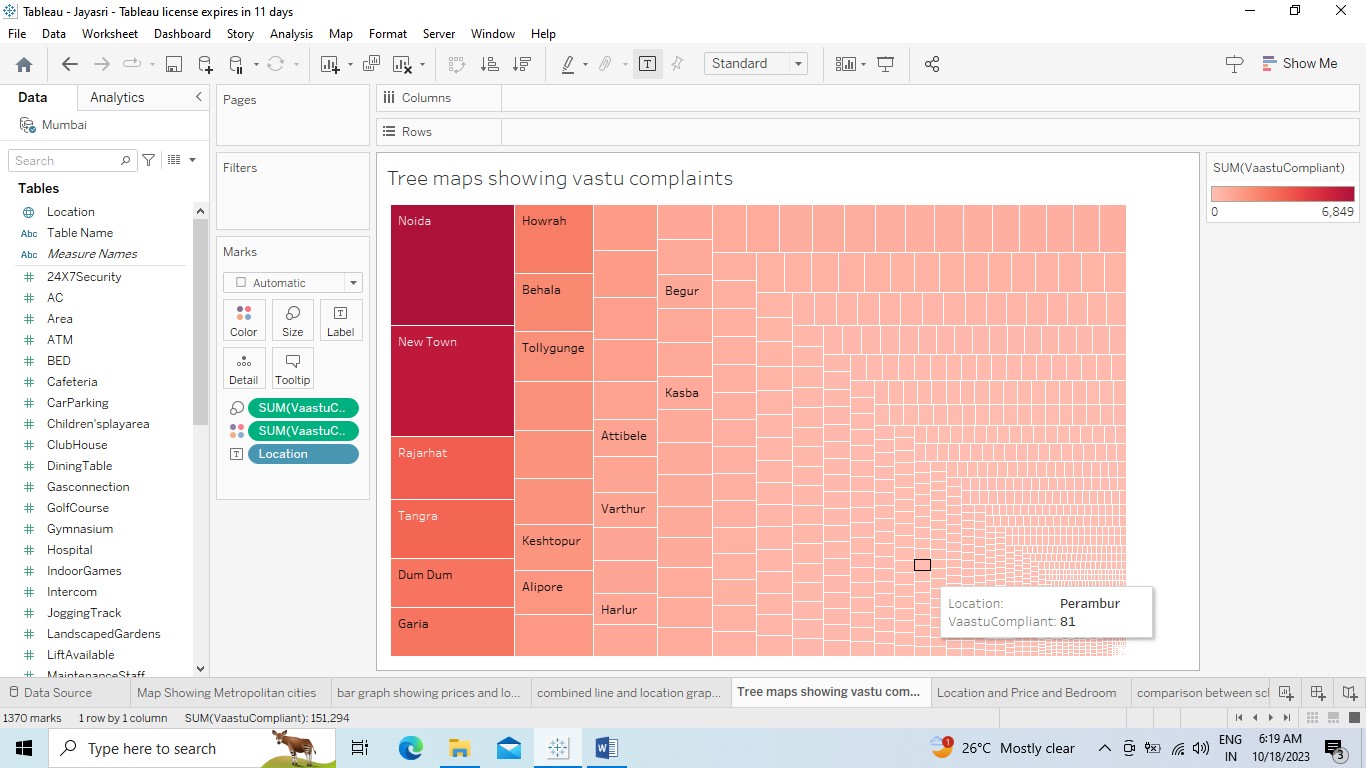 Tableau - Jayasri - Tableau license expires in 11 days
File Data Worksheet Dashboard Story Analysis Map Format Server Window Help
Standard
Show Me
Data Analytics
Mumbai
Search
Tables
Location
Abc Table Name
Abc Measure Names
24X7Security
AC
Area
ATM
BED
Cafeteria
CarParking
Children'splayarea
ClubHouse
DiningTable
Gasconnection
GolfCourse
Gymnasium
Hospital
IndoorGames
Intercom
JoggingTrack
LandscapedGardens
LiftAvailable
MaintenanceStaff
Pages
Filters
Marks
Automatic
Color Size Label
Detail Tooltip
SUM(VaastuC..
SUM(VaastuC..
Location
Columns
Rows
Tree maps showing vastu complaints
Noida
New Town
Rajarhat
Tangra
Dum Dum
Garia
Howrah
Behala
Tollygunge
Keshtopur
Alipore
Attibele
Varthur
Harlur
Begur
Kasba
Location: Perambur
VaastuCompliant: 81
SUM(VaastuCompliant)
0 6,849
Data Source Map Showing Metropolitan cities bar graph showing prices and lo... combined line and location grap... Tree maps showing vastu com... Location and Price and Bedroom comparison between scl
1370 marks 1 row by 1 column SUM(VaastuCompliant): 151,294
Type here to search
26°C Mostly clear
ENG
IN
6:19 AM
10/18/2023
1
3